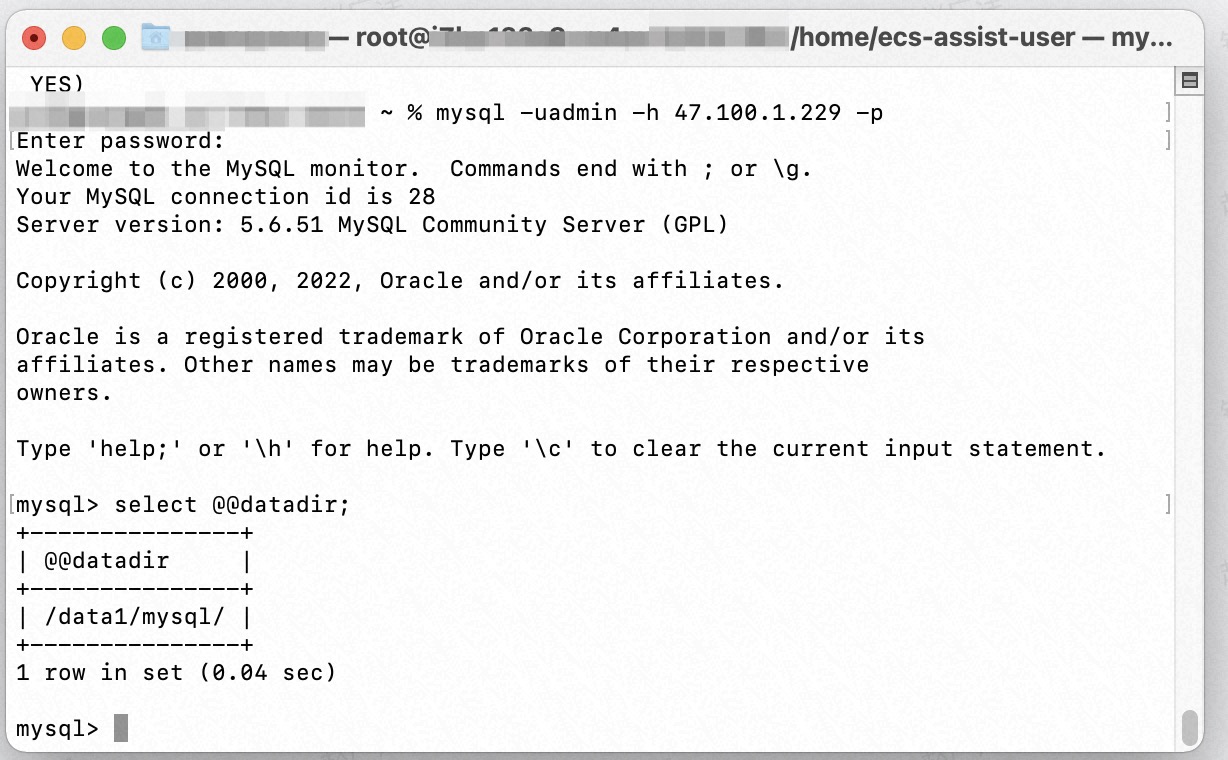 — root@ /home/ecs-assist-user — my...
YES)
~ % mysql -uadmin -h 47.100.1.229 -p
Enter password:
Welcome to the MySQL monitor.  Commands end with ; or \g.
Your MySQL connection id is 28
Server version: 5.6.51 MySQL Community Server (GPL)
Copyright (c) 2000, 2022, Oracle and/or its affiliates.
Oracle is a registered trademark of Oracle Corporation and/or its
affiliates. Other names may be trademarks of their respective
owners.
Type 'help;' or '\h' for help. Type '\c' to clear the current input statement.
mysql> select @@datadir;
+---------------+
| @@datadir     |
+---------------+
| /data1/mysql/ |
+---------------+
1 row in set (0.04 sec)
mysql>